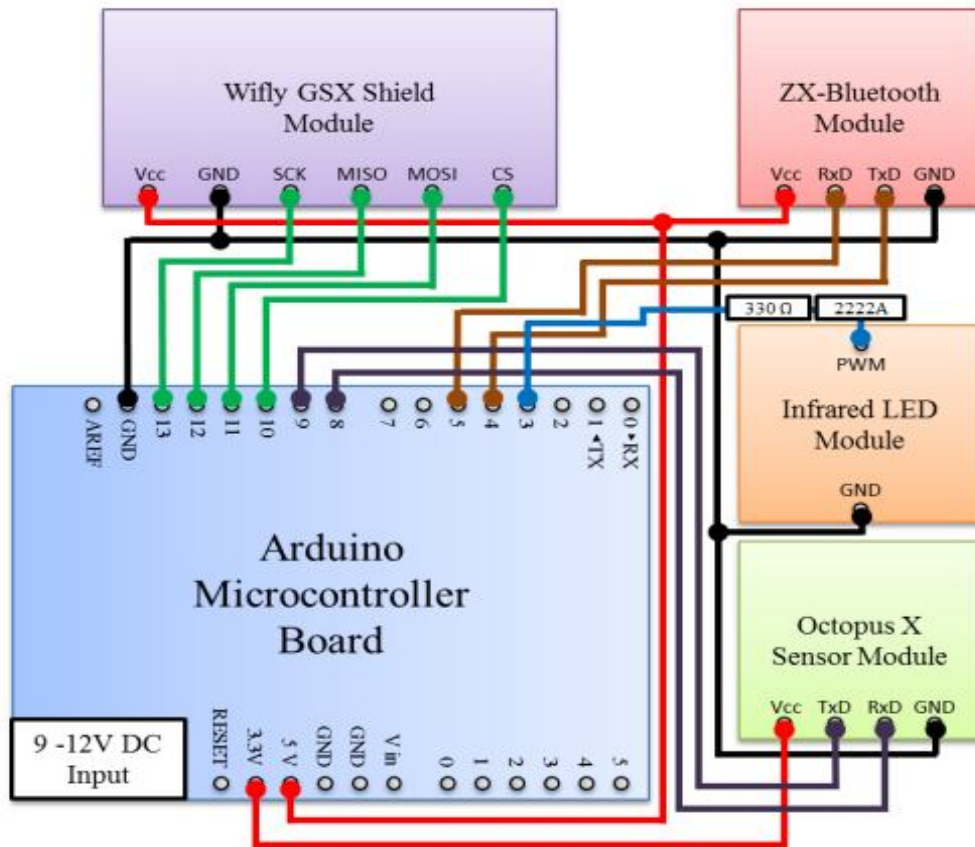 Wifly GSX Shield
Module
Vcc GND SCK MISO MOSI CS
ZX-Bluetooth
Module
Vcc RxD TxD GND
330 Ω
2222A
PWM
Infrared LED
Module
GND
AREF GND 13 12 11 10 9 8 7 6 5 4 3 2 1◂TX 0▸RX
Arduino
Microcontroller
Board
Octopus X
Sensor Module
Vcc TxD RxD GND
RESET 3.3V 5 V GND GND V in 0 1 2 3 4 5
9 -12V DC
Input